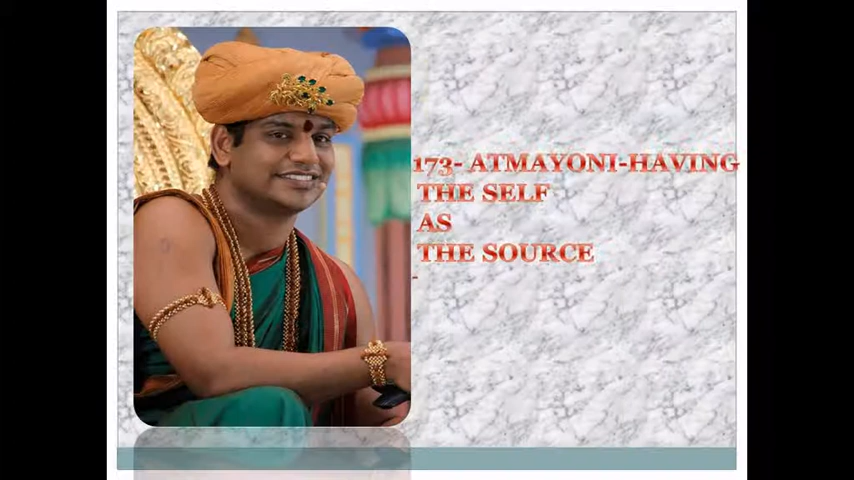 173- ATMAYONI-HAVING
THE SELF
AS
THE SOURCE
-